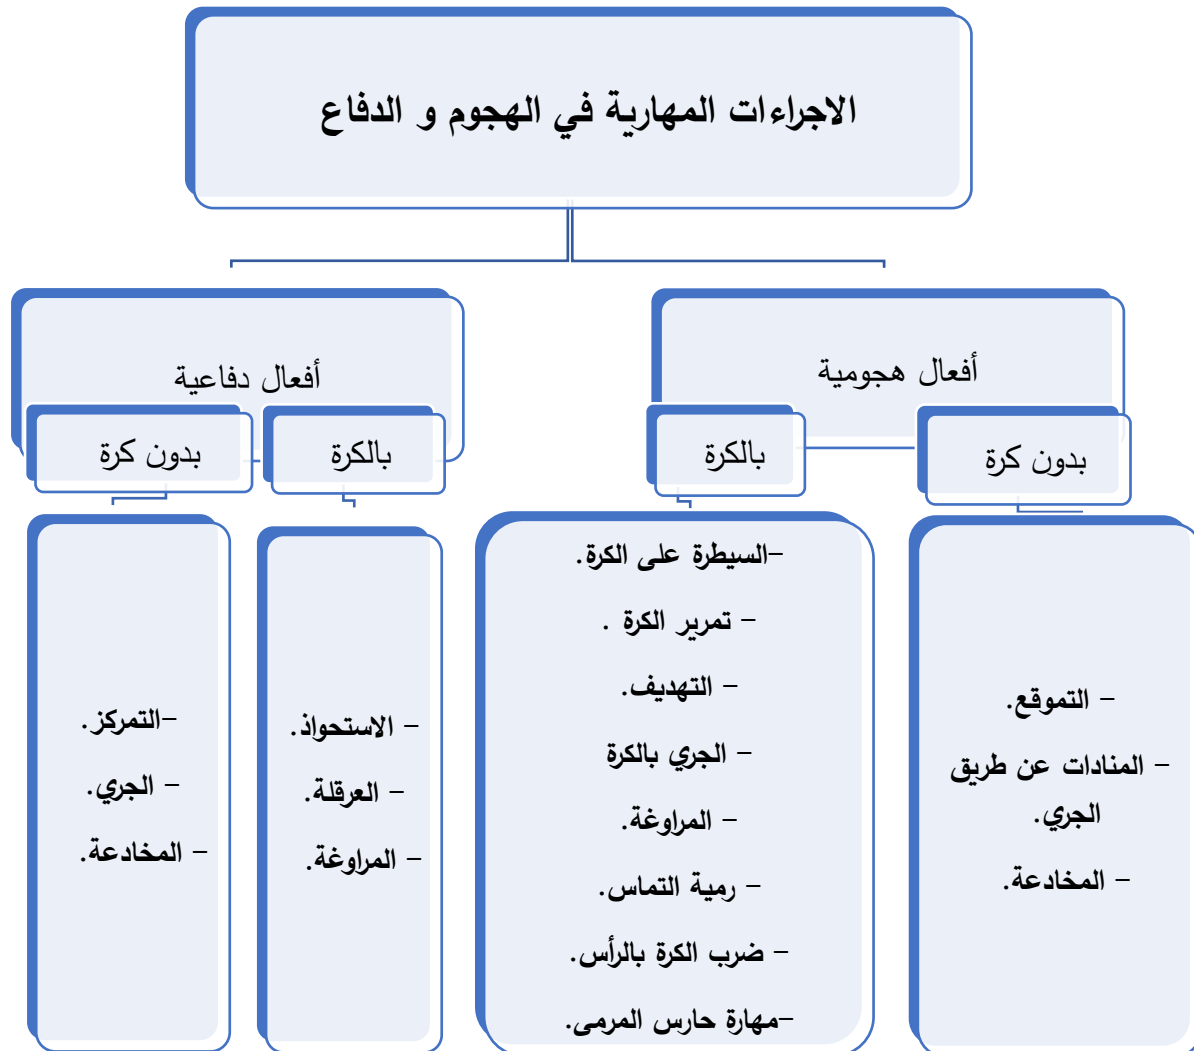 الاجراءات المهارية في الهجوم و الدفاع
أفعال هجومية
بدون كرة
- التموقع.
- المنادات عن طريق
الجري.
- المخادعة.
بالكرة
-السيطرة على الكرة.
- تمرير الكرة .
- التهديف.
- الجري بالكرة
- المراوغة.
- رمية التماس.
- ضرب الكرة بالرأس.
-مهارة حارس المرمى.
أفعال دفاعية
بالكرة
- الاستحواذ.
- العرقلة.
- المراوغة.
بدون كرة
-التمركز.
- الجري.
- المخادعة.